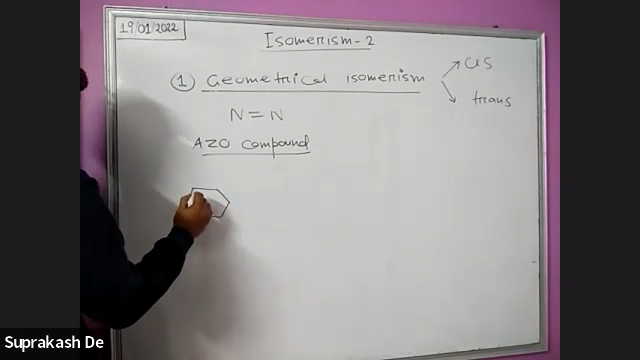 19/01/2022
Isomerism-2
① Geometrical isomerism
cis
trans
N=N
AZO compound
Suprakash De